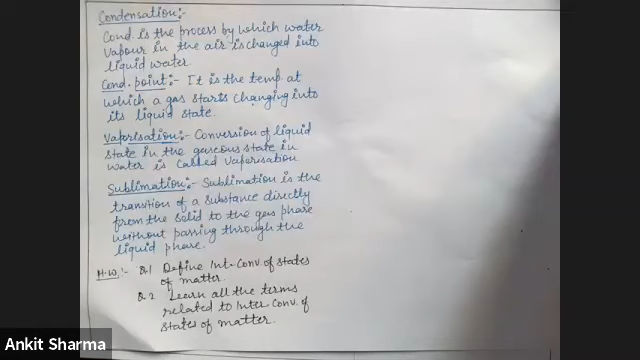 Condensation:-
Cond is the process by which water
vapour in the air is changed into
liquid water.
Cond. point:- It is the temp. at
which a gas starts changing into
its liquid state.
Vaporisation:- Conversion of liquid
state in the gaseous state in
water is called vaporisation
Sublimation:- Sublimation is the
transition of a substance directly
from the solid to the gas phase
without passing through the
liquid phase.
H.W:- Q.1 Define Int. Conv. of states
of matter.
Q 2. Learn all the terms
related to Inter Conv. of
states of matter.
Ankit Sharma